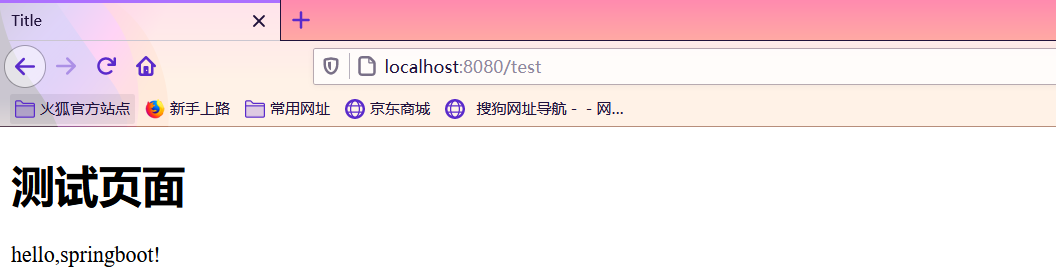 Title
localhost:8080/test
火狐官方站点 新手上路 常用网址 京东商城 搜狗网址导航 - - 网...
测试页面
hello,springboot!